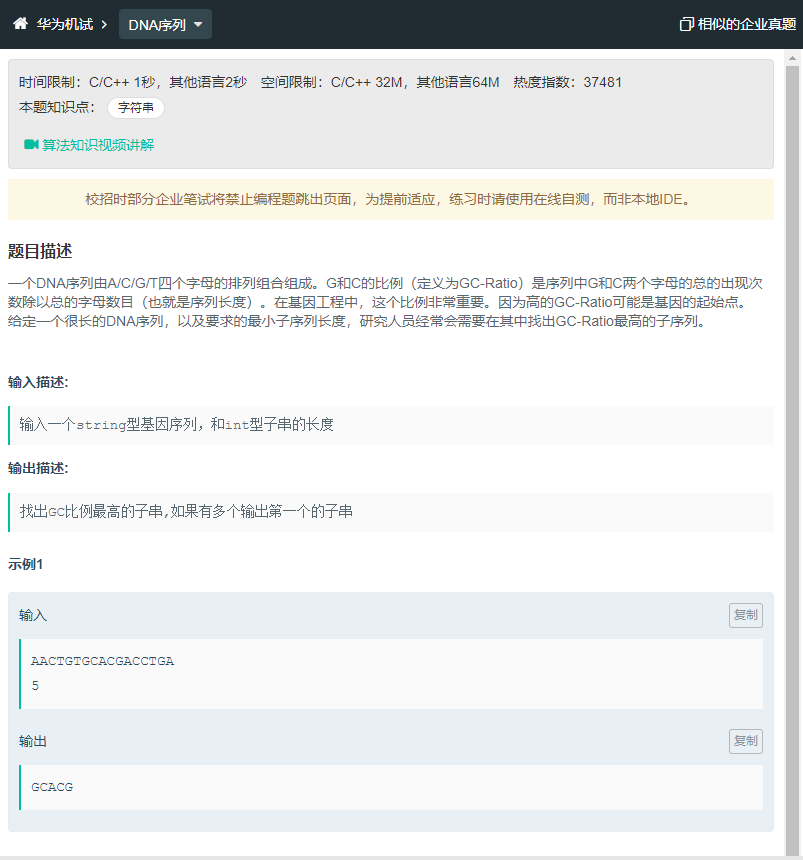 华为机试
DNA序列
相似的企业真题
时间限制：C/C++ 1秒，其他语言2秒 空间限制：C/C++ 32M，其他语言64M 热度指数：37481
本题知识点： 字符串
算法知识视频讲解
校招时部分企业笔试将禁止编程题跳出页面，为提前适应，练习时请使用在线自测，而非本地IDE。
题目描述
一个DNA序列由A/C/G/T四个字母的排列组合组成。G和C的比例（定义为GC-Ratio）是序列中G和C两个字母的总的出现次
数除以总的字母数目（也就是序列长度）。在基因工程中，这个比例非常重要。因为高的GC-Ratio可能是基因的起始点。
给定一个很长的DNA序列，以及要求的最小子序列长度，研究人员经常会需要在其中找出GC-Ratio最高的子序列。
输入描述:
输入一个string型基因序列，和int型子串的长度
输出描述:
找出GC比例最高的子串,如果有多个输出第一个的子串
示例1
输入
复制
AACTGTGCACGACCTGA
5
输出
复制
GCACG